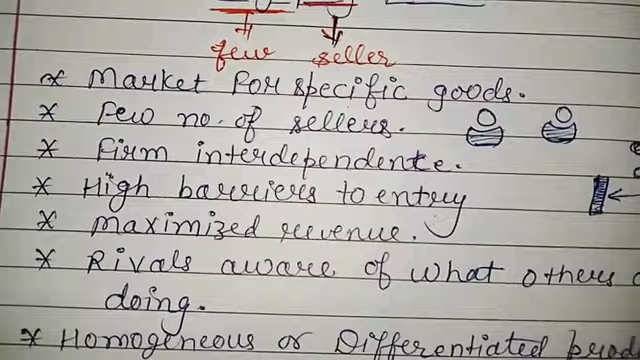 few seller
* Market for specific goods.
* Few no. of sellers.
* Firm interdependente.
* High barriers to entry
* Maximized revenue.
* Rivals aware of what others
doing.
* Homogeneous or Differentiated